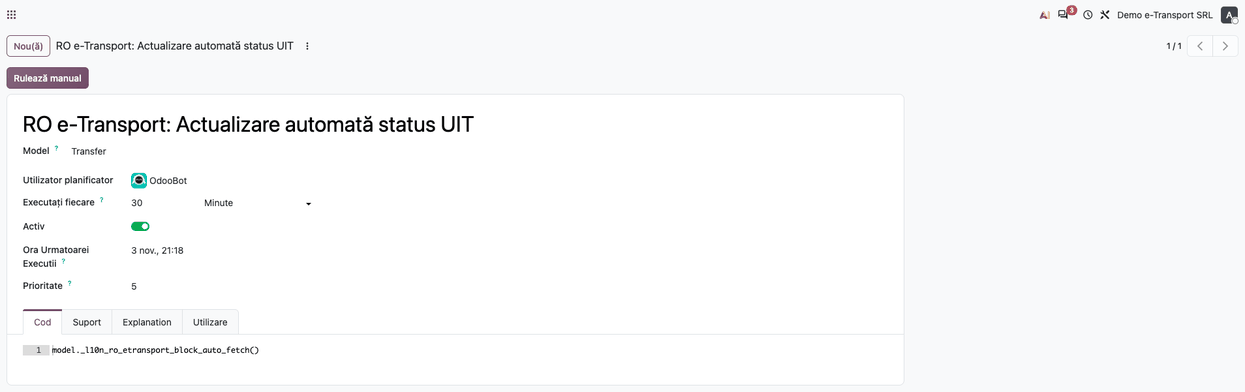 3
Demo e-Transport SRL
A
Nou(ă)
RO e-Transport: Actualizare automată status UIT
1 / 1
Rulează manual
RO e-Transport: Actualizare automată status UIT
Model ?
Transfer
Utilizator planificator
OdooBot
Executați fiecare ?
30
Minute
Activ
Ora Urmatoarei
Executii ?
3 nov., 21:18
Prioritate ?
5
Cod
Suport
Explanation
Utilizare
1
model._l10n_ro_etransport_block_auto_fetch()